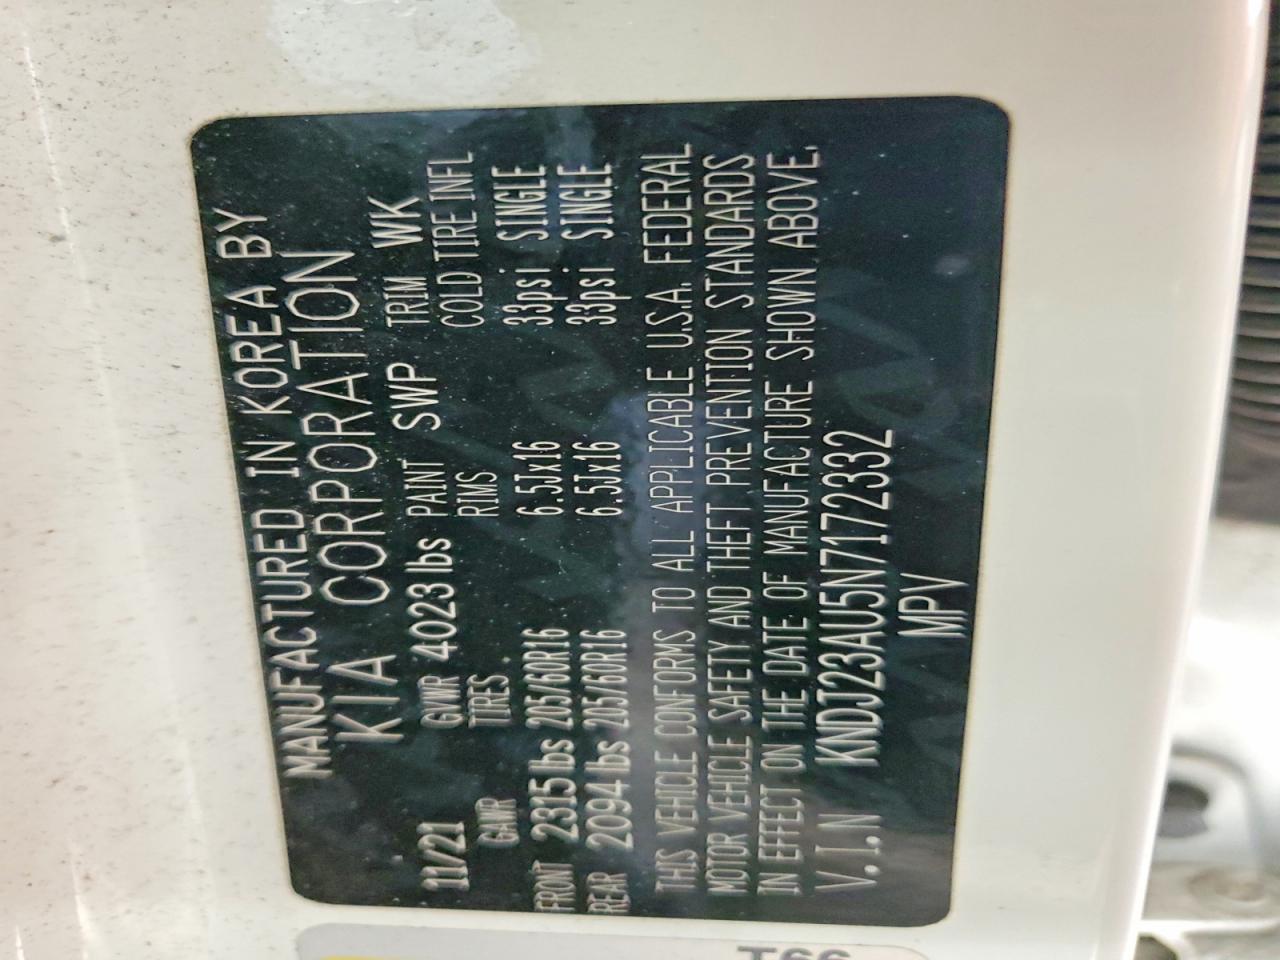 MANUFACTURED IN KOREA BY
KIA CORPORATION
11/21 GVWR 4023 lbs PAINT SWP TRIM WK
GAWR TIRES RIMS COLD TIRE INFL
FRONT 2315 lbs 205/60R16 6.5Jx16 33psi SINGLE
REAR 2094 lbs 205/60R16 6.5Jx16 33psi SINGLE
THIS VEHICLE CONFORMS TO ALL APPLICABLE U.S.A. FEDERAL
MOTOR VEHICLE SAFETY AND THEFT PREVENTION STANDARDS
IN EFFECT ON THE DATE OF MANUFACTURE SHOWN ABOVE.
V.I.N KNDJ23AU5N7172332
MPV